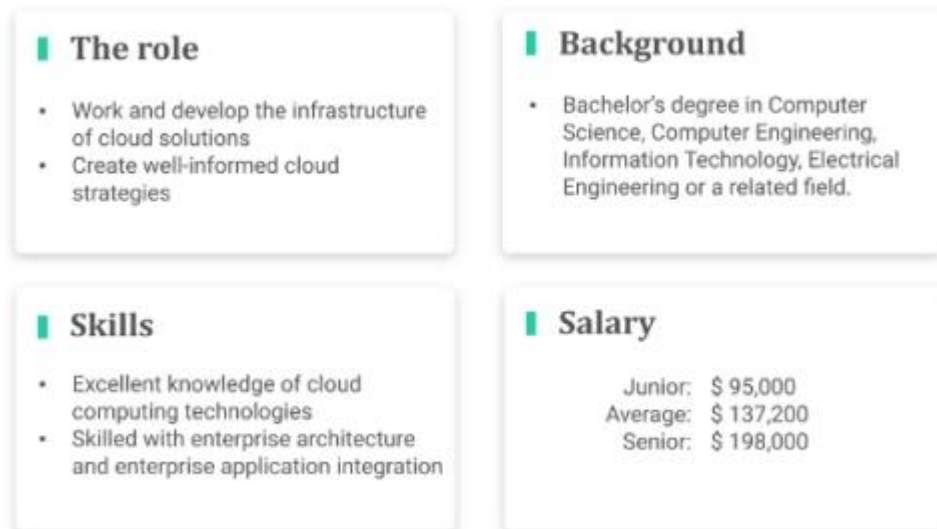 The role
• Work and develop the infrastructure
of cloud solutions
• Create well-informed cloud
strategies
Background
• Bachelor's degree in Computer
Science, Computer Engineering,
Information Technology, Electrical
Engineering or a related field.
Skills
• Excellent knowledge of cloud
computing technologies
• Skilled with enterprise architecture
and enterprise application integration
Salary
Junior: $ 95,000
Average: $ 137,200
Senior: $ 198,000